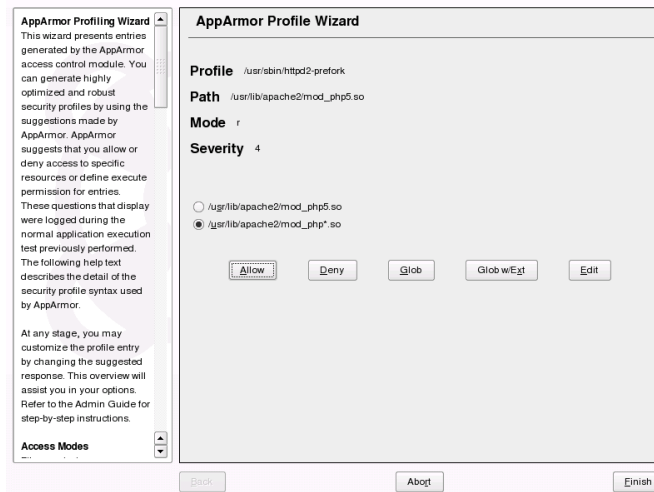 AppArmor Profiling Wizard
This wizard presents entries
generated by the AppArmor
access control module. You
can generate highly
optimized and robust
security profiles by using the
suggestions made by
AppArmor. AppArmor
suggests that you allow or
deny access to specific
resources or define execute
permission for entries.
These questions that display
were logged during the
normal application execution
test previously performed.
The following help text
describes the detail of the
security profile syntax used
by AppArmor.
At any stage, you may
customize the profile entry
by changing the suggested
response. This overview will
assist you in your options.
Refer to the Admin Guide for
step-by-step instructions.
Access Modes
AppArmor Profile Wizard
Profile /usr/sbin/httpd2-prefork
Path /usr/lib/apache2/mod_php5.so
Mode r
Severity 4
/usr/lib/apache2/mod_php5.so
/usr/lib/apache2/mod_php*.so
Allow Deny Glob Glob w/Ext Edit
Back Abort Finish